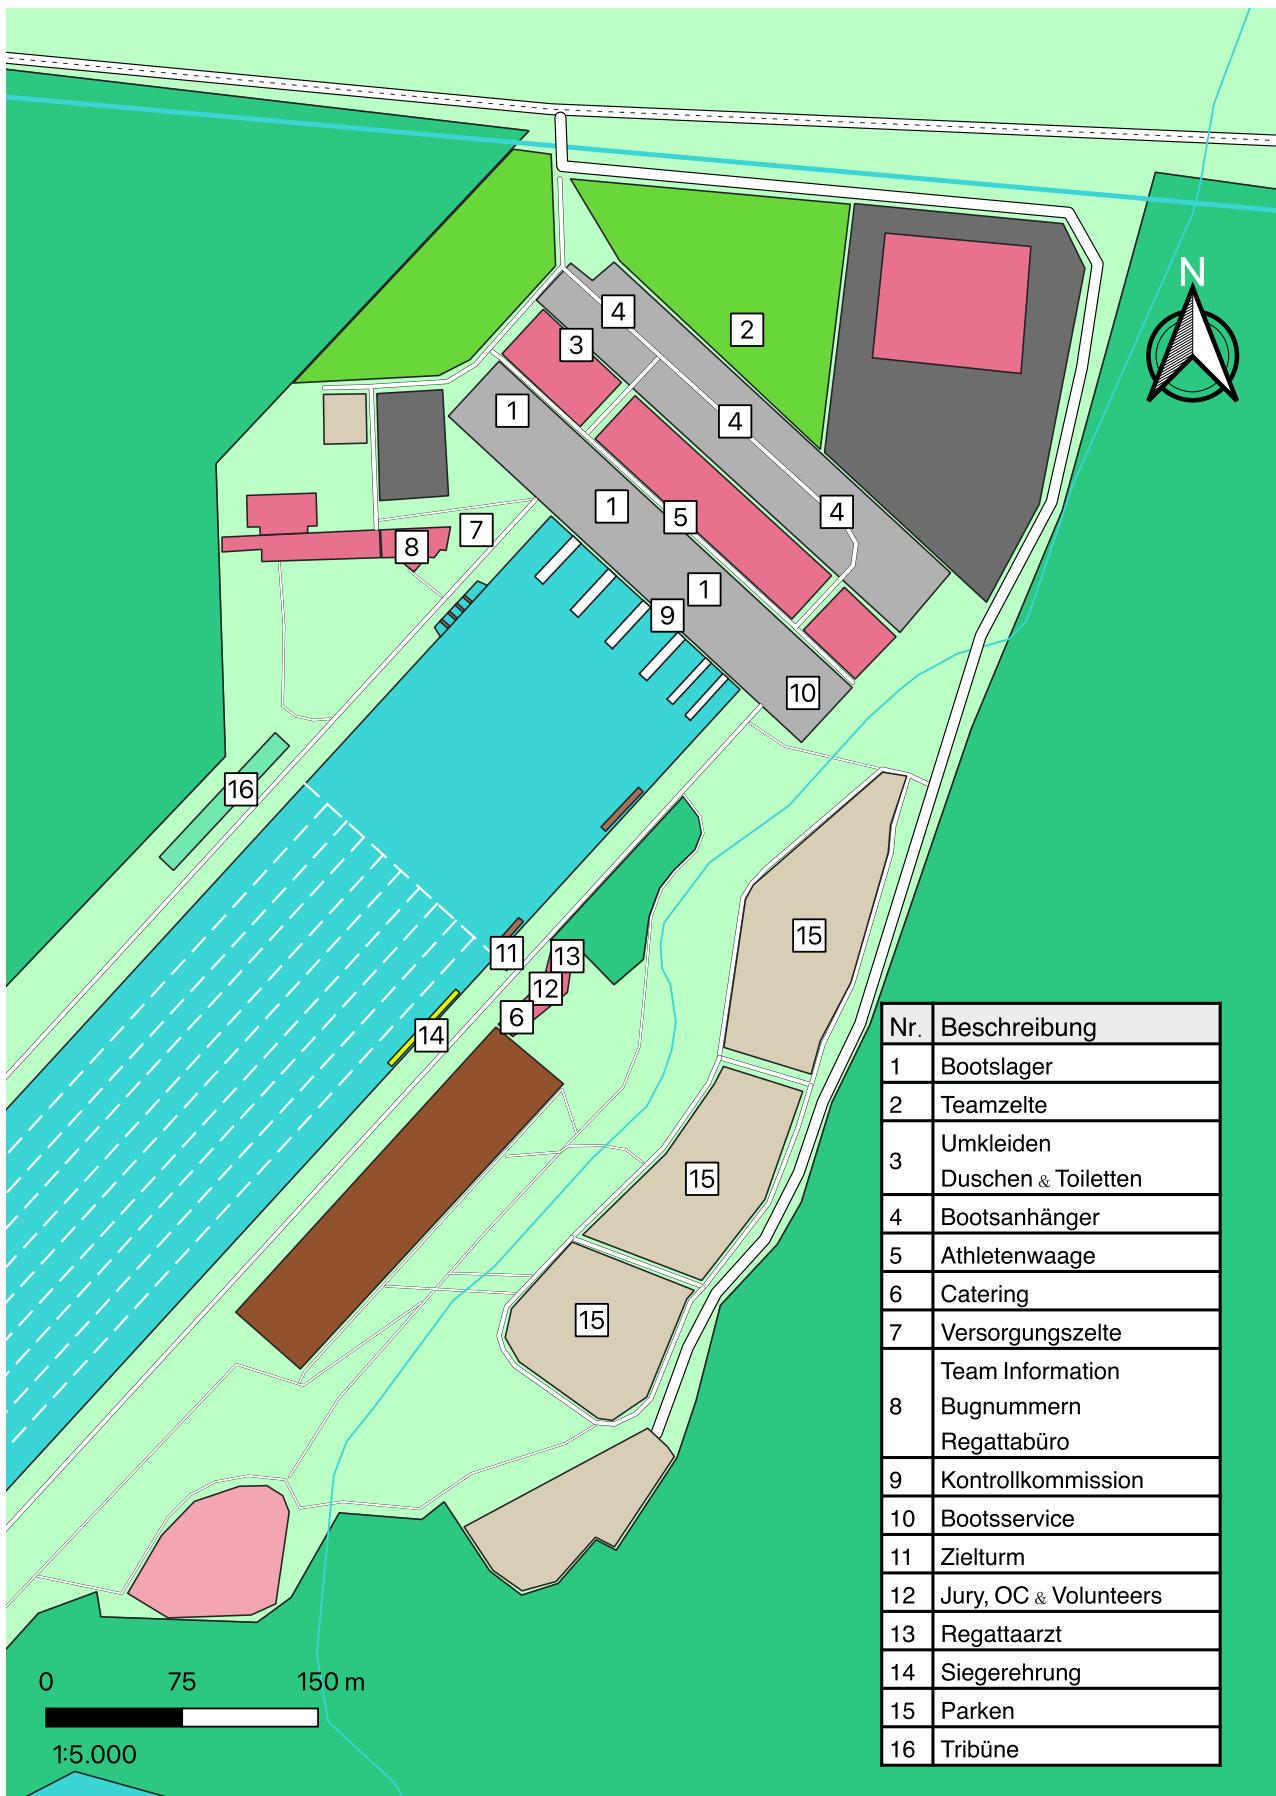 N
4
2
3
4
1
4
1
5
7
8
1
9
10
16
15
11
13
12
6
14
15
15
Nr. Beschreibung
1 Bootslager
2 Teamzelte
3 Umkleiden
Duschen & Toiletten
4 Bootsanhänger
5 Athletenwaage
6 Catering
7 Versorgungszelte
8 Team Information
Bugnummern
Regattabüro
9 Kontrollkommission
10 Bootsservice
11 Zielturm
12 Jury, OC & Volunteers
13 Regattaarzt
14 Siegerehrung
15 Parken
16 Tribüne
0 75 150 m
1:5.000